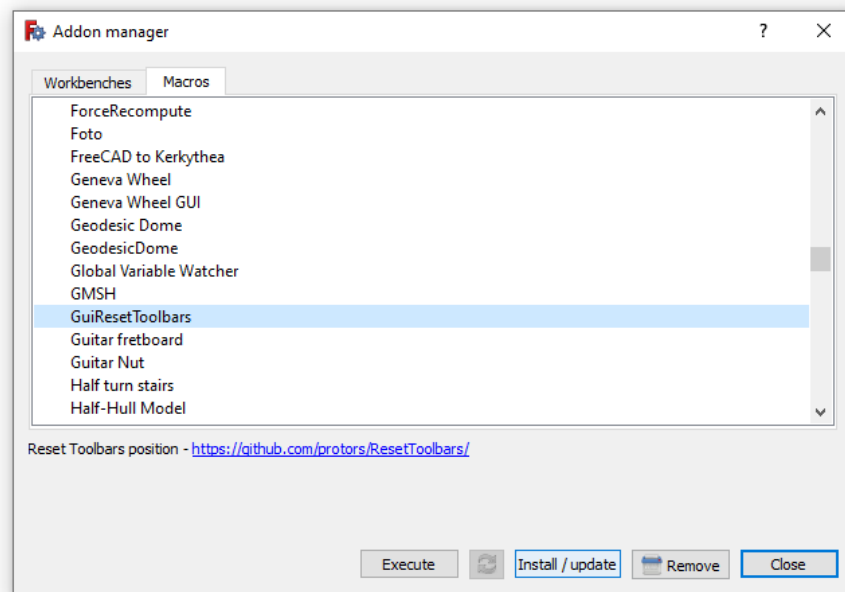 Addon manager
?
Workbenches
Macros
ForceRecompute
Foto
FreeCAD to Kerkythea
Geneva Wheel
Geneva Wheel GUI
Geodesic Dome
GeodesicDome
Global Variable Watcher
GMSH
GuiResetToolbars
Guitar fretboard
Guitar Nut
Half turn stairs
Half-Hull Model
Reset Toolbars position - https://github.com/protors/ResetToolbars/
Execute
Install / update
Remove
Close